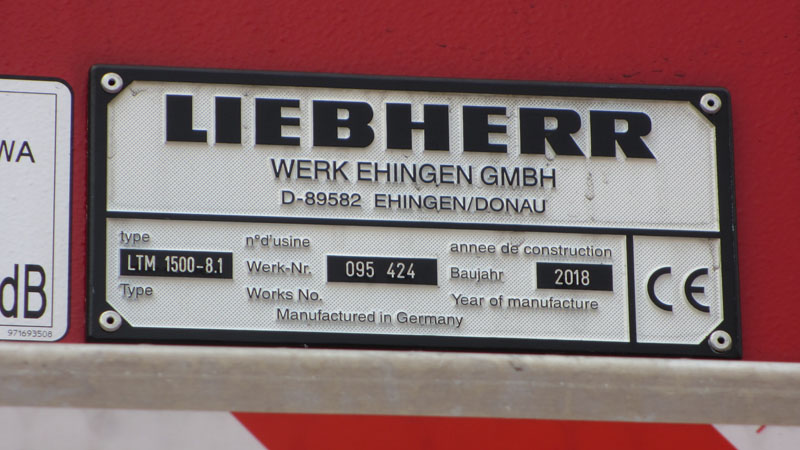 LIEBHERR
WERK EHINGEN GMBH
D-89582 EHINGEN/DONAU
type
LTM 1500-8.1
Type
n°d'usine
Werk-Nr. 095 424
Works No.
annee de construction
Baujahr 2018
Year of manufacture
Manufactured in Germany
CE
WA
dB
971693508